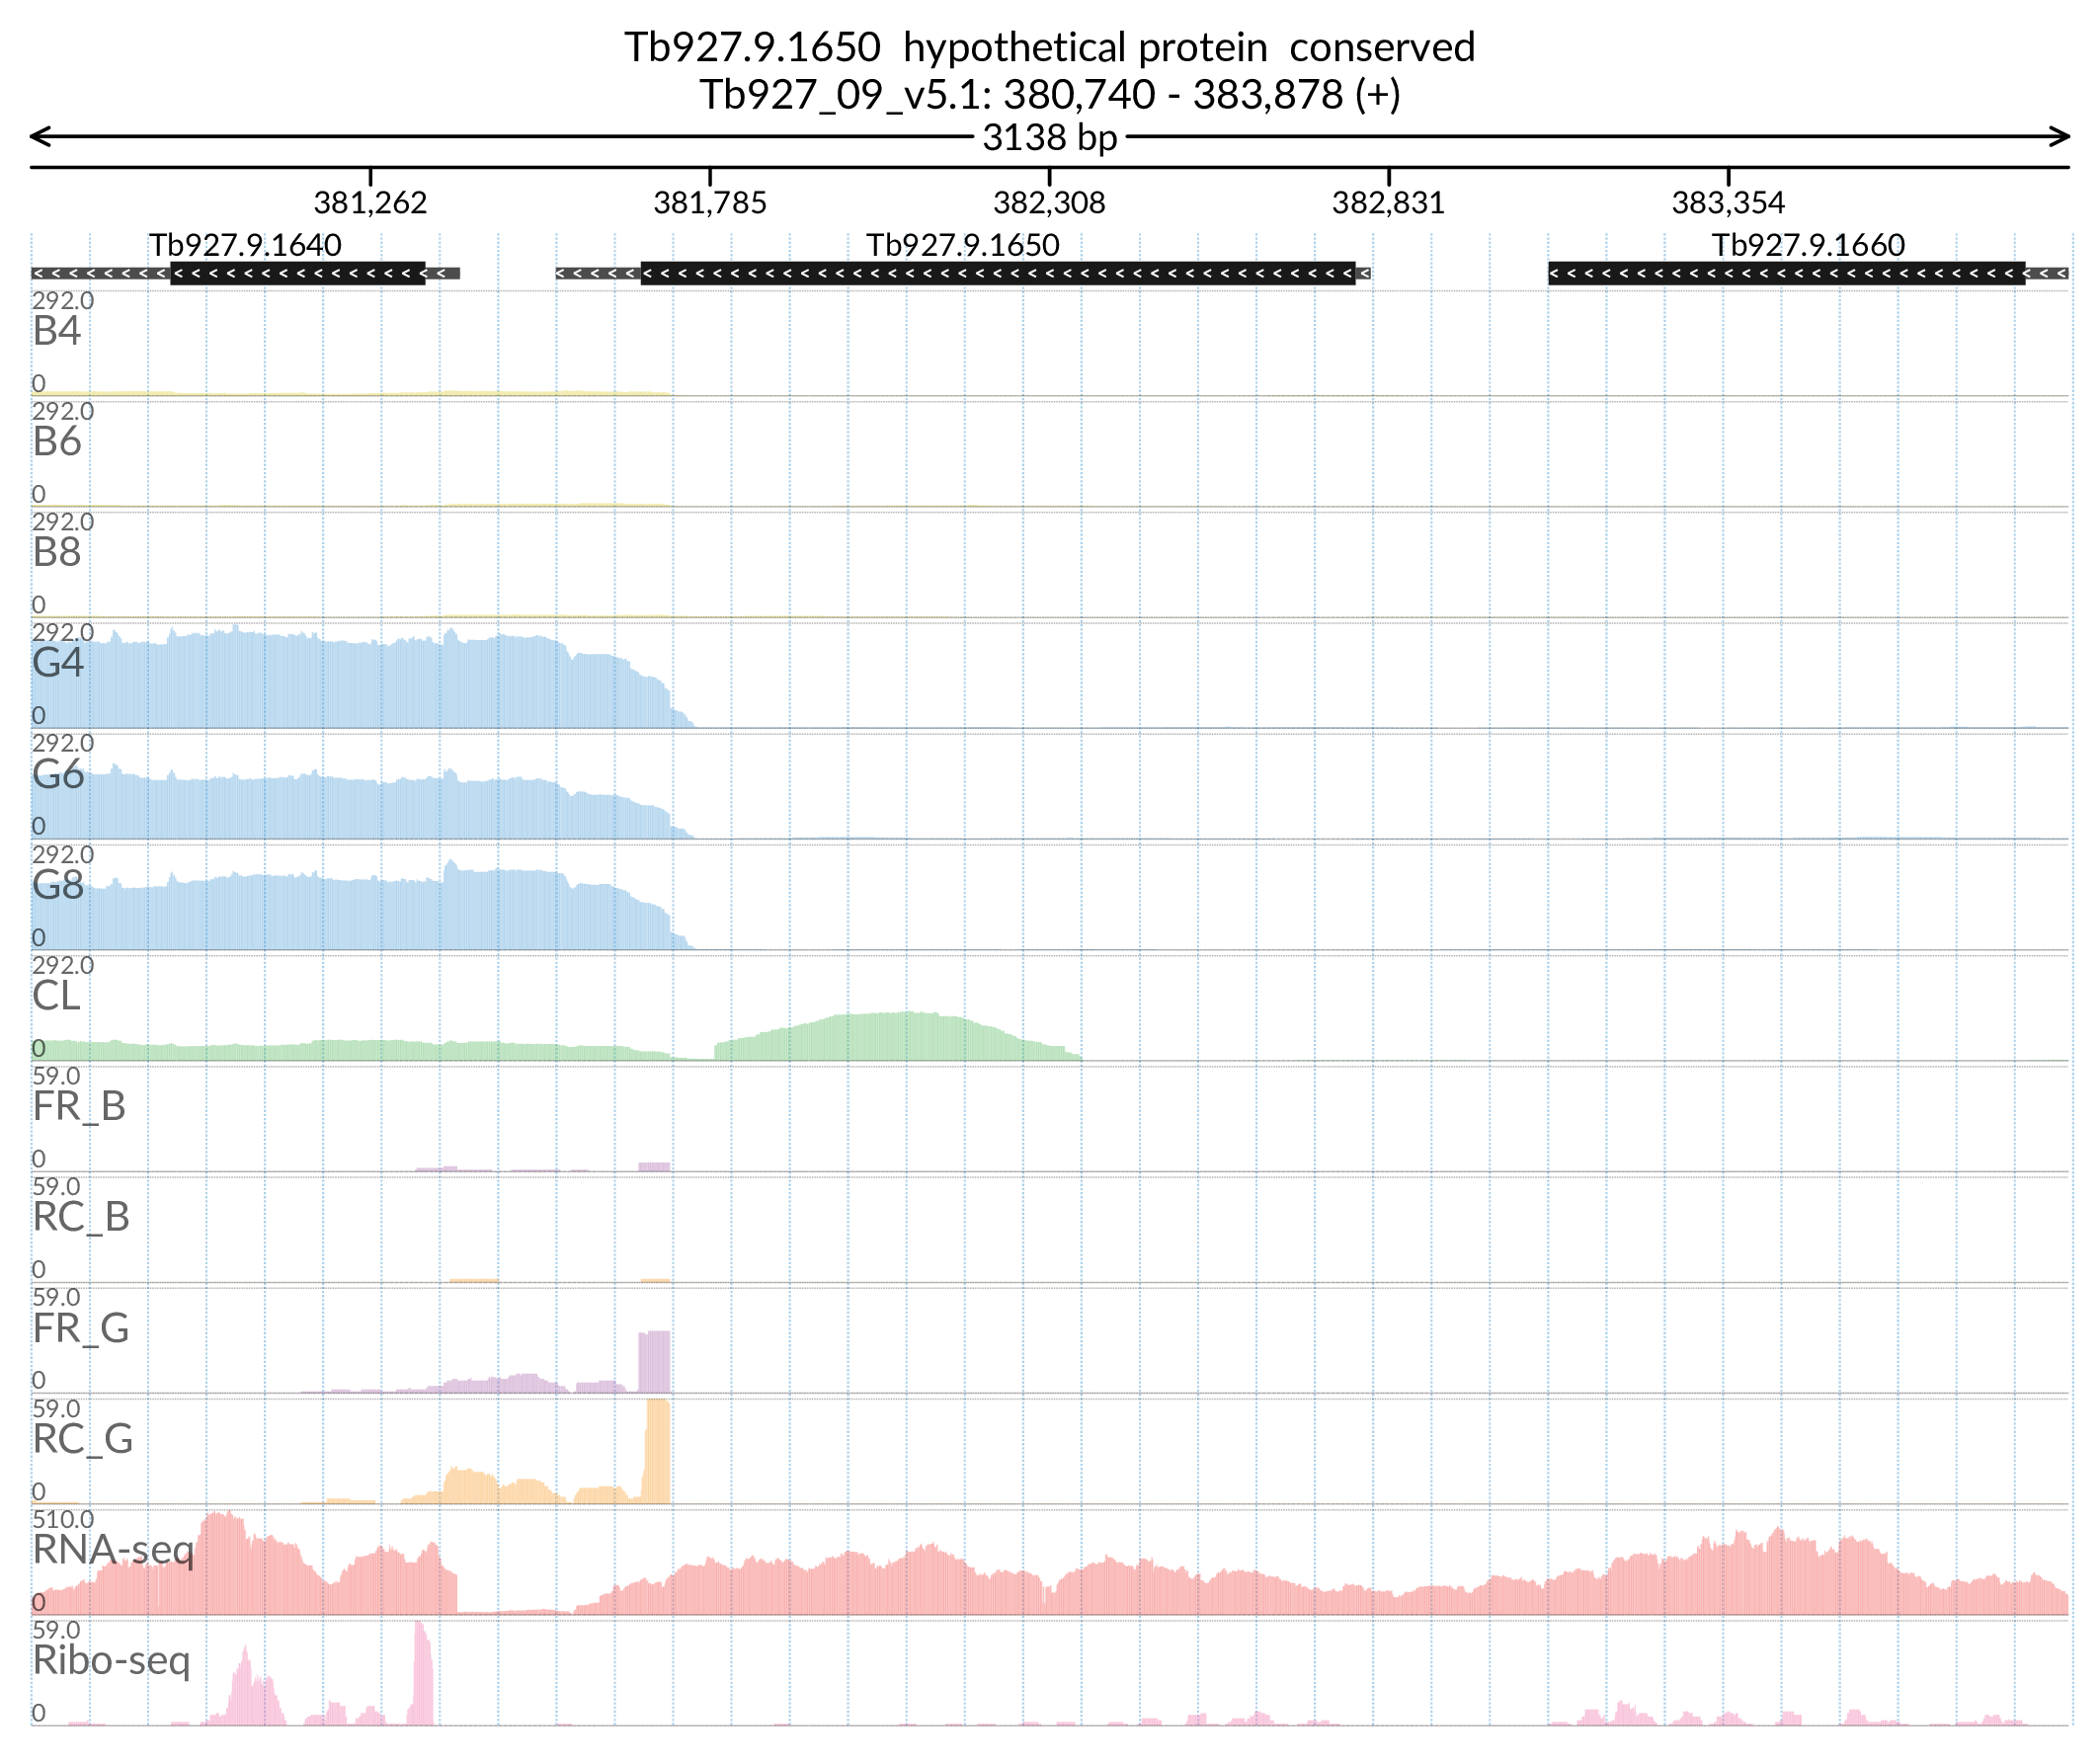 Tb927.9.1650  hypothetical protein  conserved
Tb927_09_v5.1: 380,740 - 383,878 (+)
3138 bp
381,262 381,785 382,308 382,831 383,354
Tb927.9.1640 Tb927.9.1650 Tb927.9.1660
292.0
B4
0
292.0
B6
0
292.0
B8
0
292.0
G4
0
292.0
G6
0
292.0
G8
0
292.0
CL
0
59.0
FR_B
0
59.0
RC_B
0
59.0
FR_G
0
59.0
RC_G
0
510.0
RNA-seq
0
59.0
Ribo-seq
0